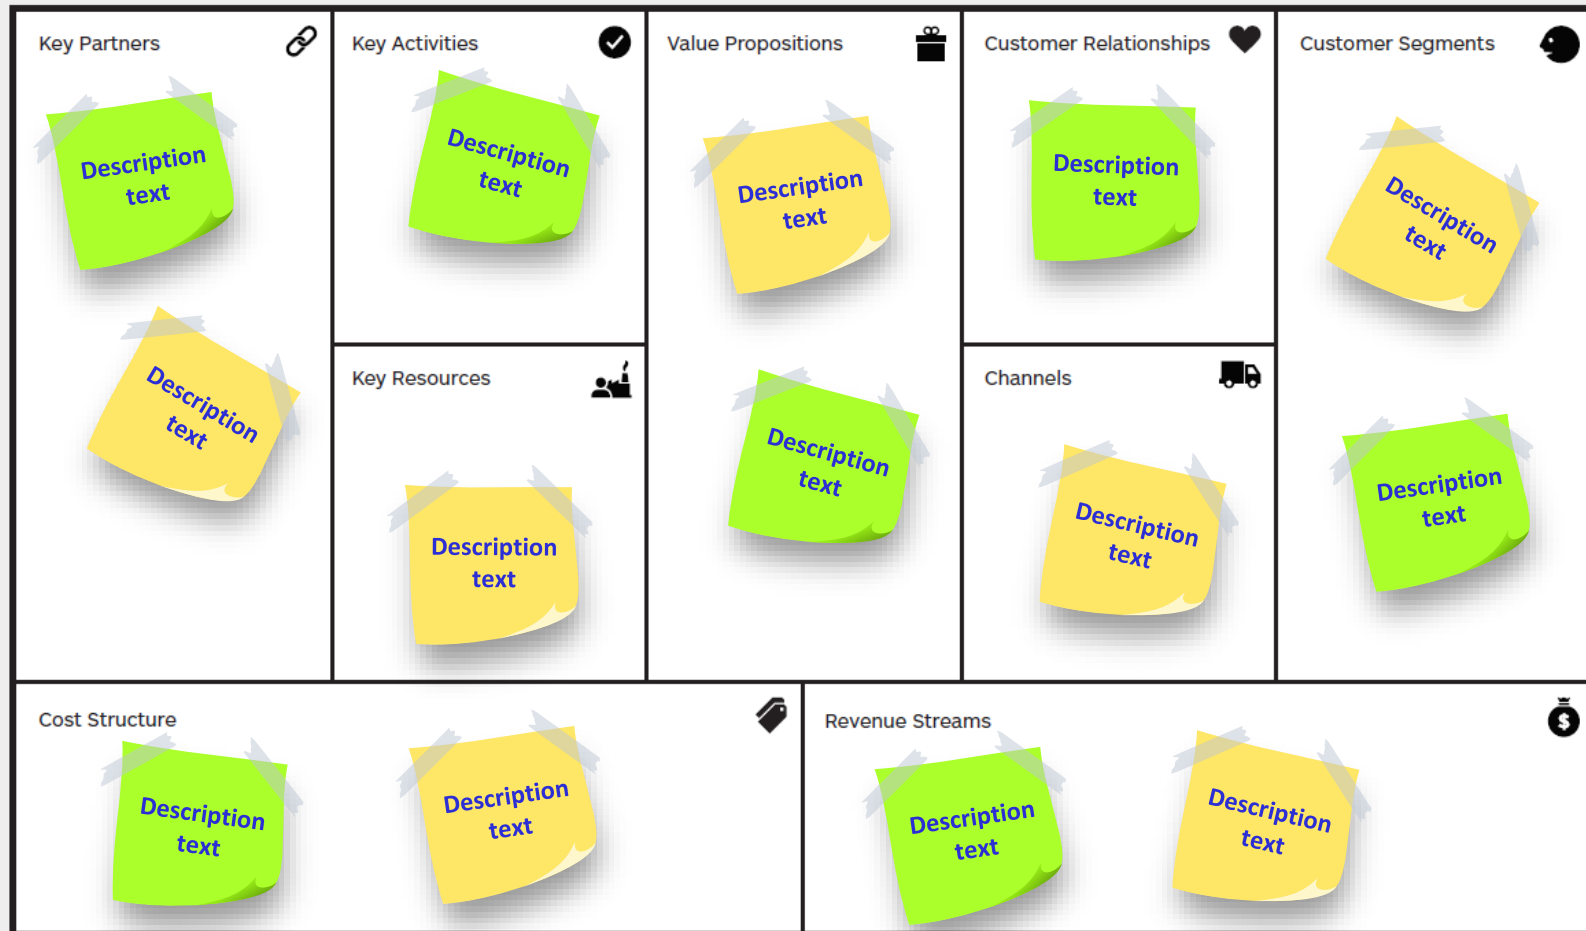 Key Partners
Description
text
Description
text
Key Activities
Description
text
Key Resources
Description
text
Value Propositions
Description
text
Description
text
Customer Relationships
Description
text
Channels
Description
text
Customer Segments
Description
text
Description
text
Cost Structure
Description
text
Description
text
Revenue Streams
$
Description
text
Description
text